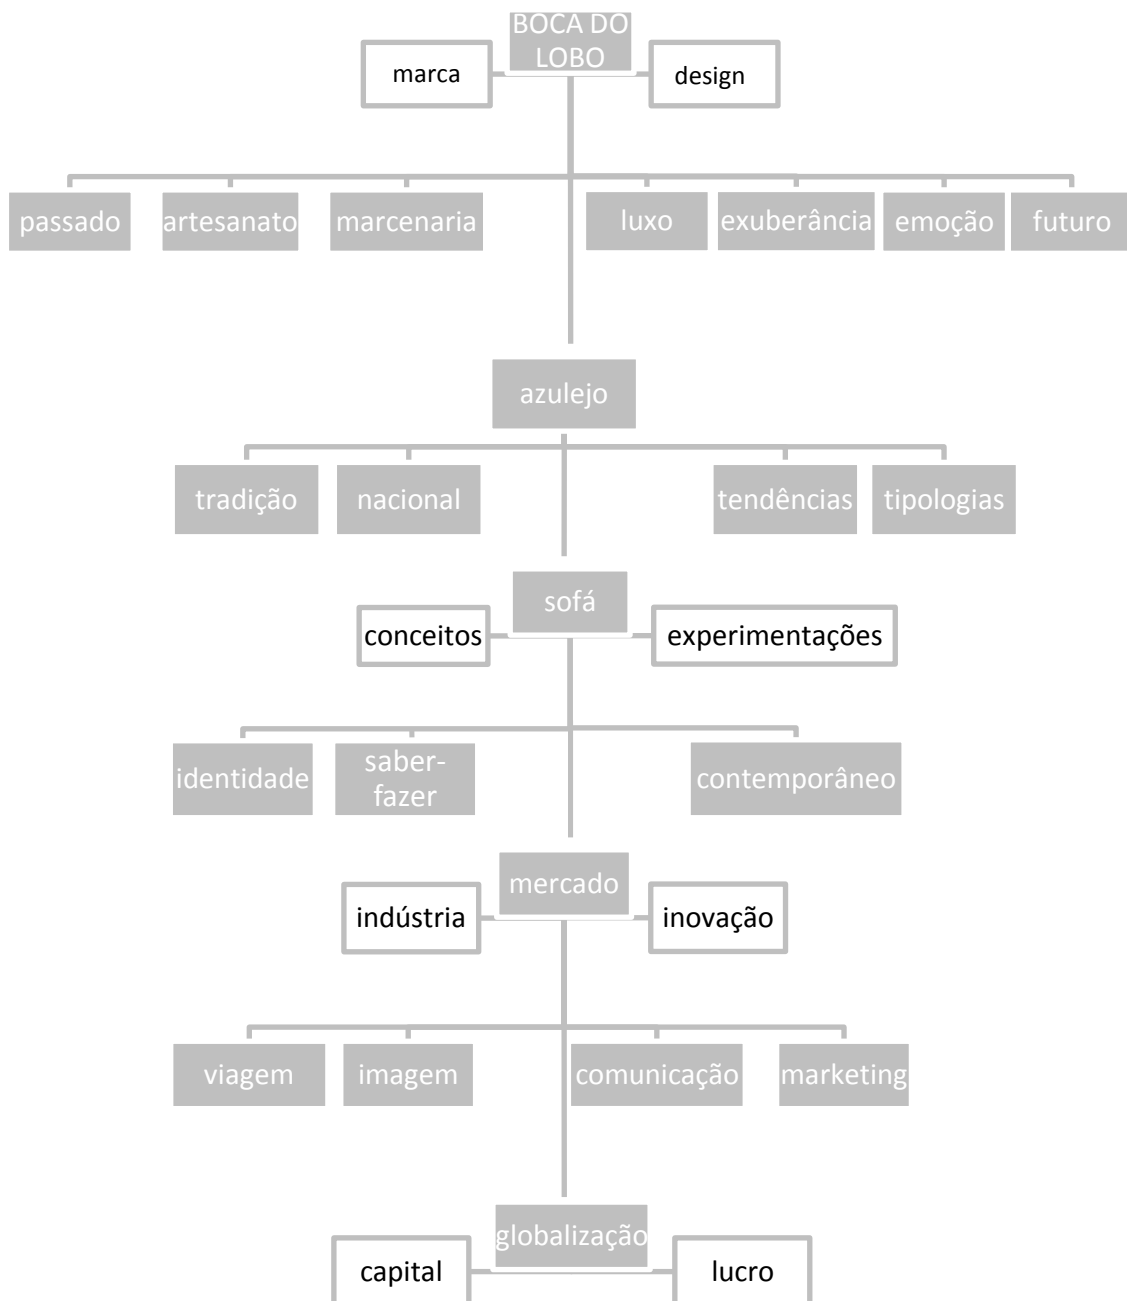 BOCA DO
LOBO
marca
design
passado
artesanato
marcenaria
luxo
exuberância
emoção
futuro
azulejo
tradição
nacional
tendências
tipologias
sofá
conceitos
experimentações
identidade
saber-
fazer
contemporâneo
mercado
indústria
inovação
viagem
imagem
comunicação
marketing
globalização
capital
lucro